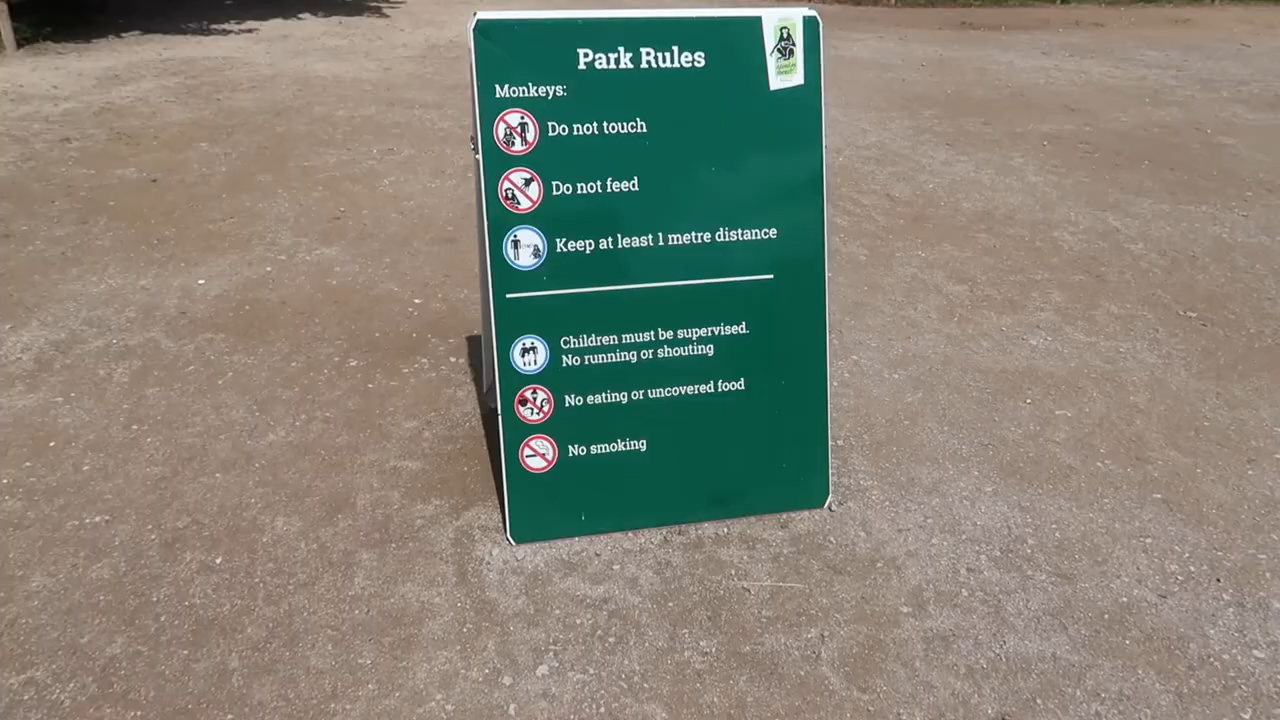 Park Rules
Monkeys:
Do not touch
Do not feed
Keep at least 1 metre distance
Children must be supervised.
No running or shouting
No eating or uncovered food
No smoking